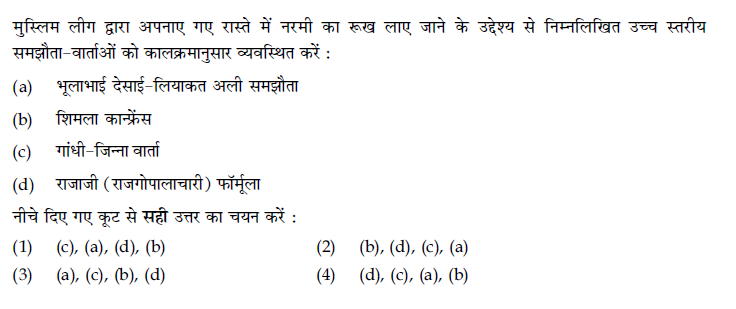 मुस्लिम लीग द्वारा अपनाए गए रास्ते में नरमी का रूख लाए जाने के उद्देश्य से निम्नलिखित उच्च स्तरीय
समझौता-वार्ताओं को कालक्रमानुसार व्यवस्थित करें :
(a) भूलाभाई देसाई-लियाकत अली समझौता
(b) शिमला कान्फ्रेंस
(c) गांधी-जिन्ना वार्ता
(d) राजाजी (राजगोपालाचारी) फॉर्मूला
नीचे दिए गए कूट से सही उत्तर का चयन करें :
(1) (c), (a), (d), (b) (2) (b), (d), (c), (a)
(3) (a), (c), (b), (d) (4) (d), (c), (a), (b)